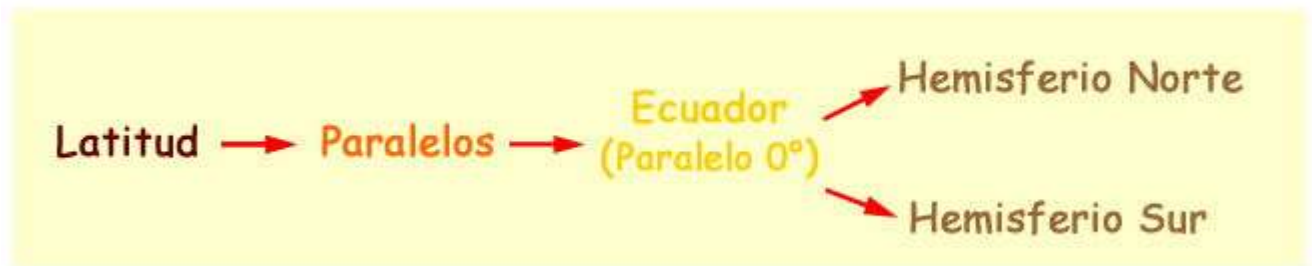 Latitud
Paralelos
Ecuador
(Paralelo 0°)
Hemisferio Norte
Hemisferio Sur